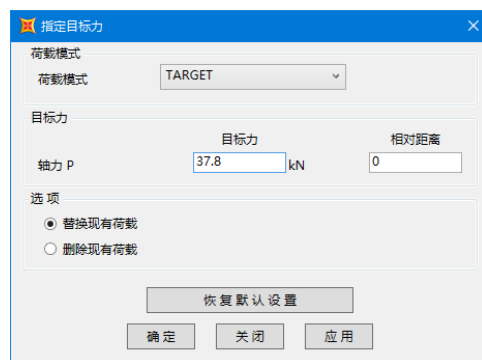 指定目标力
荷载模式
荷载模式 TARGET
目标力
目标力 相对距离
轴力 P 37.8 kN 0
选项
替换现有荷载
删除现有荷载
恢复默认设置
确定 关闭 应用